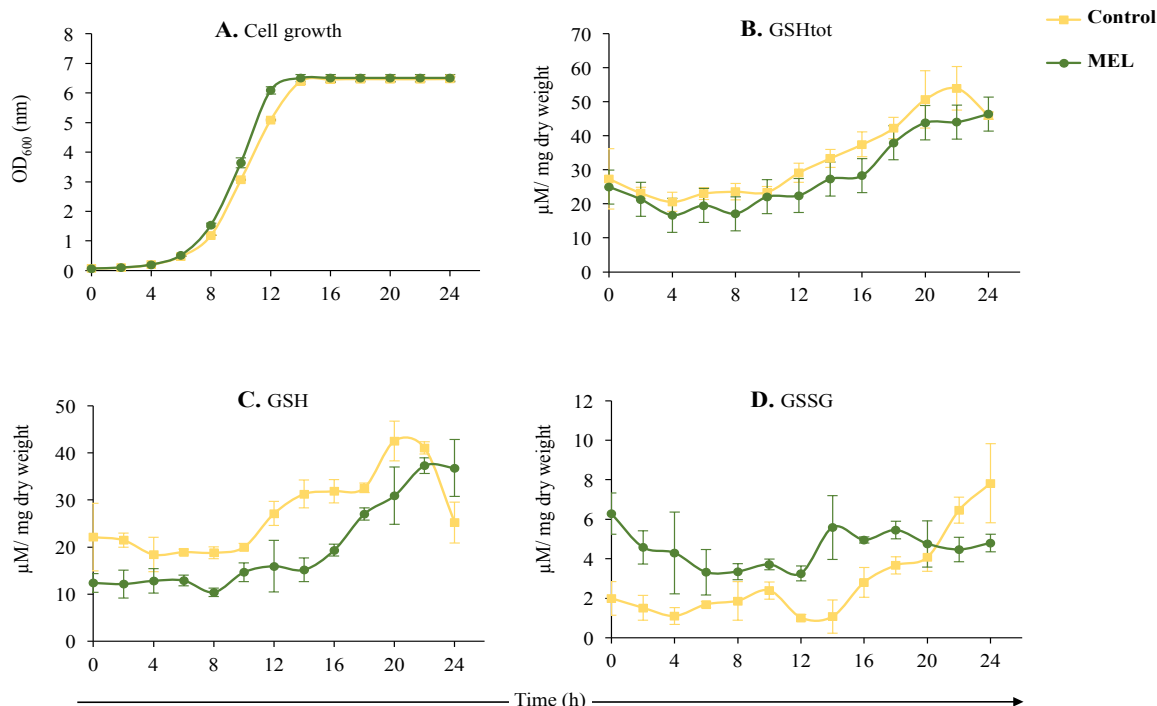 A. Cell growth
B. GSHtot
Control
MEL
OD600 (nm)
8
7
6
5
4
3
2
1
0
0 4 8 12 16 20 24
µM/ mg dry weight
70
60
50
40
30
20
10
0
0 4 8 12 16 20 24
C. GSH
D. GSSG
µM/ mg dry weight
50
40
30
20
10
0
0 4 8 12 16 20 24
µM/ mg dry weight
12
10
8
6
4
2
0
0 4 8 12 16 20 24
Time (h)